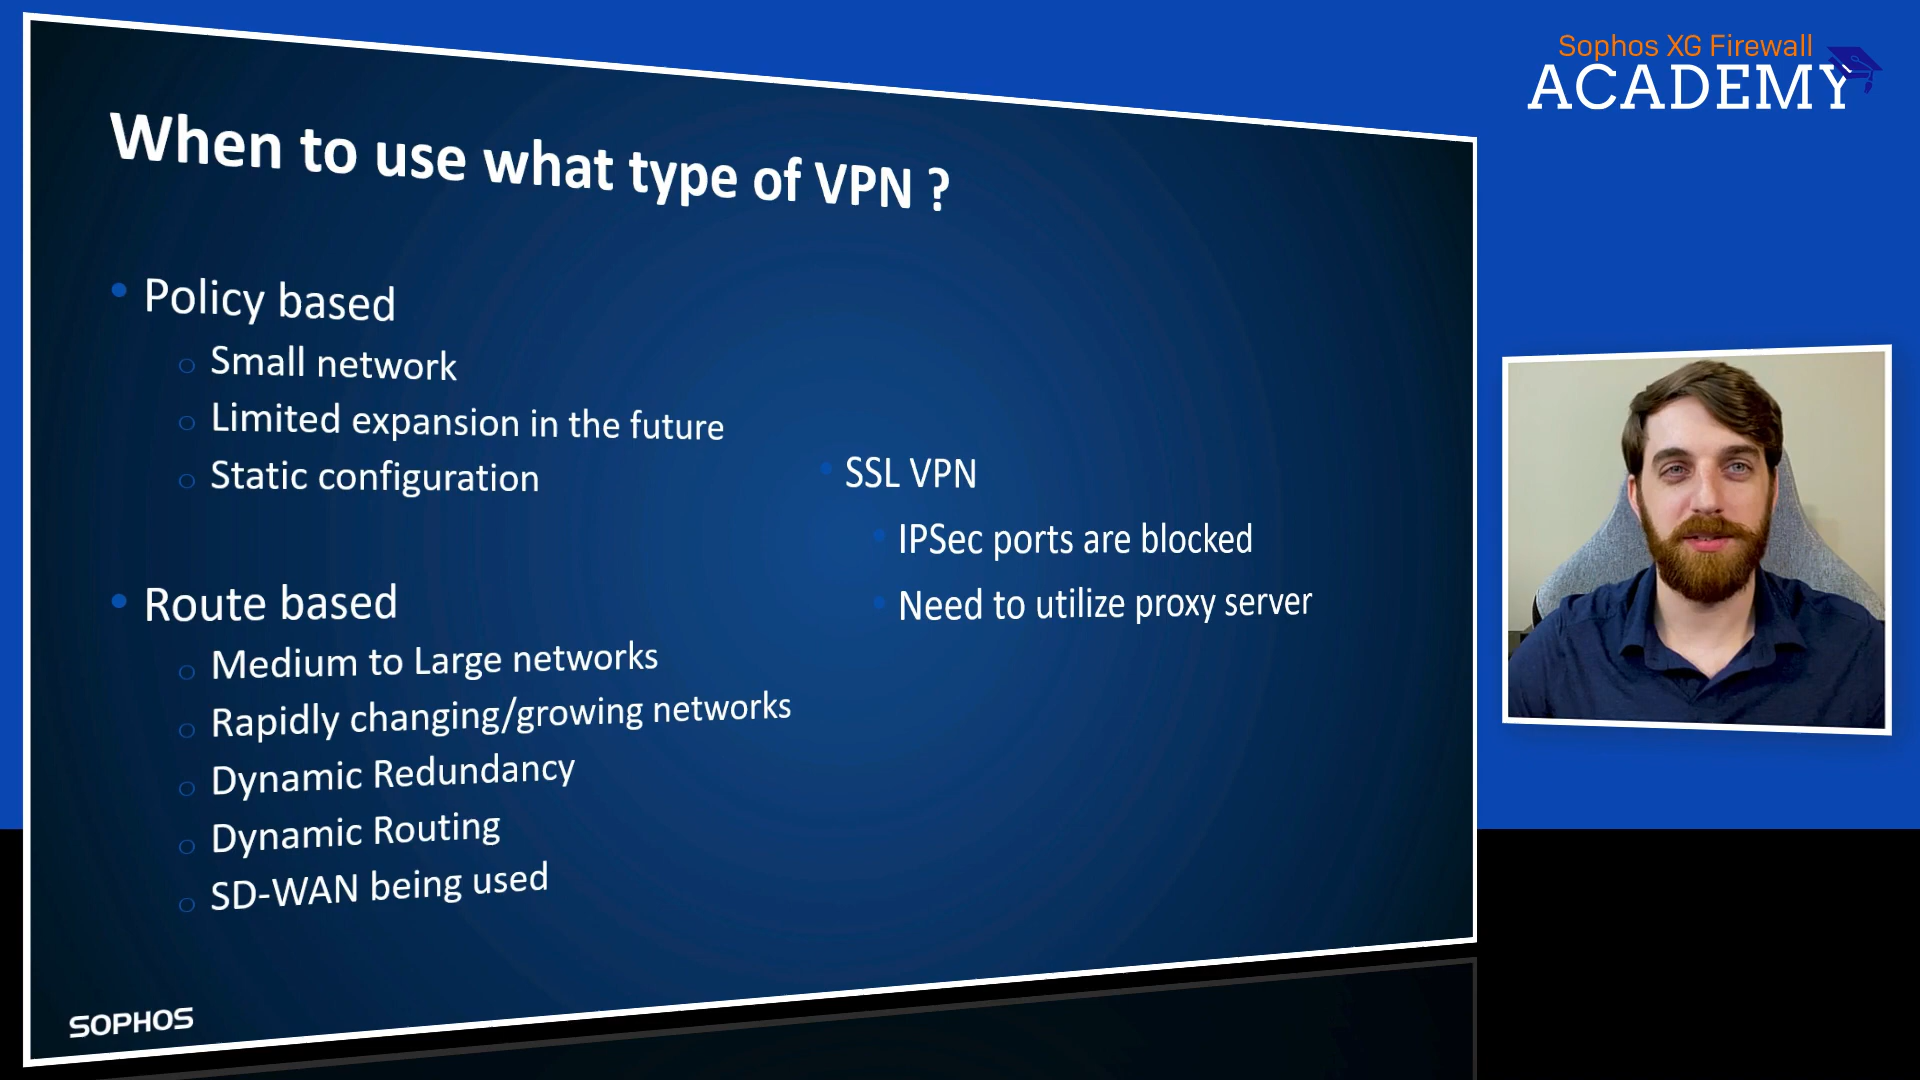 Sophos XG Firewall
ACADEMY
When to use what type of VPN ?
Policy based
Small network
Limited expansion in the future
Static configuration
Route based
Medium to Large networks
Rapidly changing/growing networks
Dynamic Redundancy
Dynamic Routing
SD-WAN being used
SSL VPN
IPSec ports are blocked
Need to utilize proxy server
SOPHOS